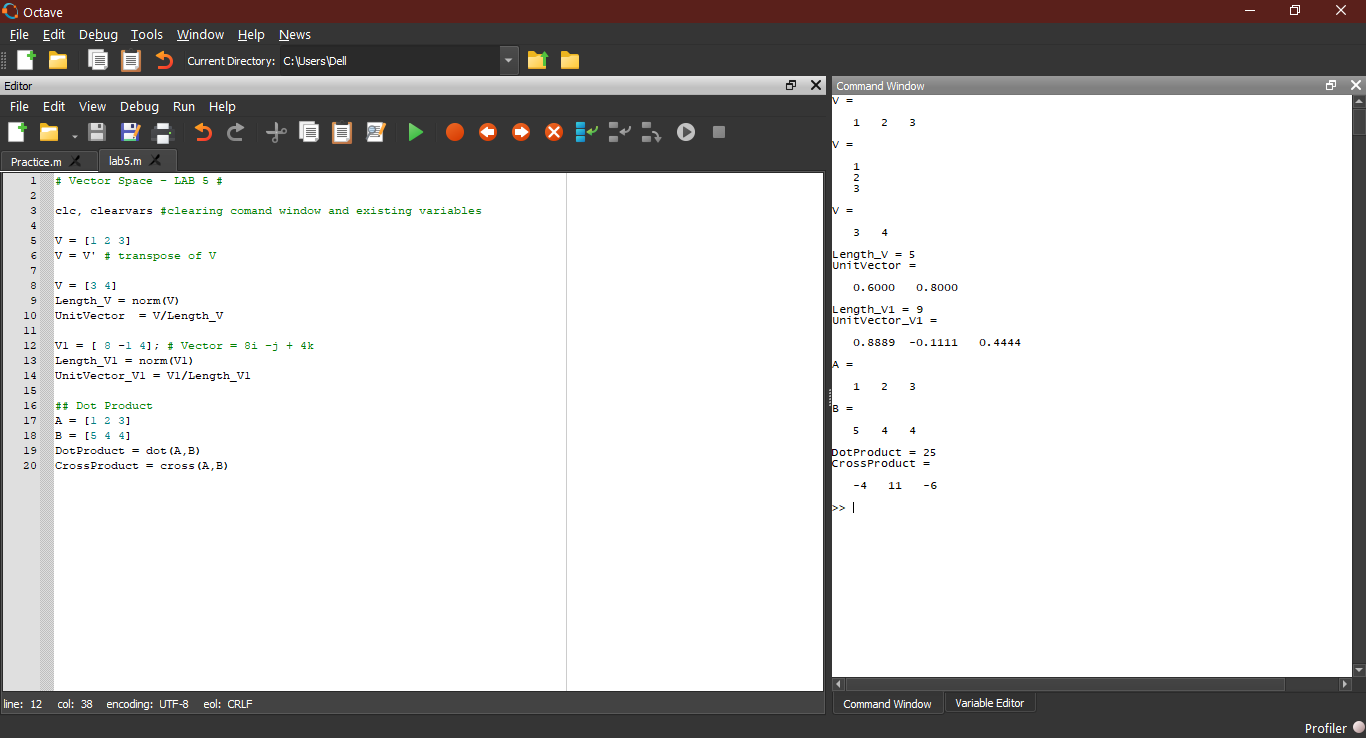 Octave
File Edit Debug Tools Window Help News
Current Directory: C:\Users\Dell
Editor
File Edit View Debug Run Help
Practice.m lab5.m
1 # Vector Space - LAB 5 #
2
3 clc, clearvars #clearing comand window and existing variables
4
5 V = [1 2 3]
6 V = V' # transpose of V
7
8 V = [3 4]
9 Length_V = norm(V)
10 UnitVector  = V/Length_V
11
12 V1 = [ 8 -1 4]; # Vector = 8i -j + 4k
13 Length_V1 = norm(V1)
14 UnitVector_V1 = V1/Length_V1
15
16 ## Dot Product
17 A = [1 2 3]
18 B = [5 4 4]
19 DotProduct = dot(A,B)
20 CrossProduct = cross(A,B)
line: 12 col: 38 encoding: UTF-8 eol: CRLF
Command Window
V =
1 2 3
V =
1
2
3
V =
3 4
Length_V = 5
UnitVector =
0.6000 0.8000
Length_V1 = 9
UnitVector_V1 =
0.8889 -0.1111 0.4444
A =
1 2 3
B =
5 4 4
DotProduct = 25
CrossProduct =
-4 11 -6
>>
Command Window Variable Editor
Profiler